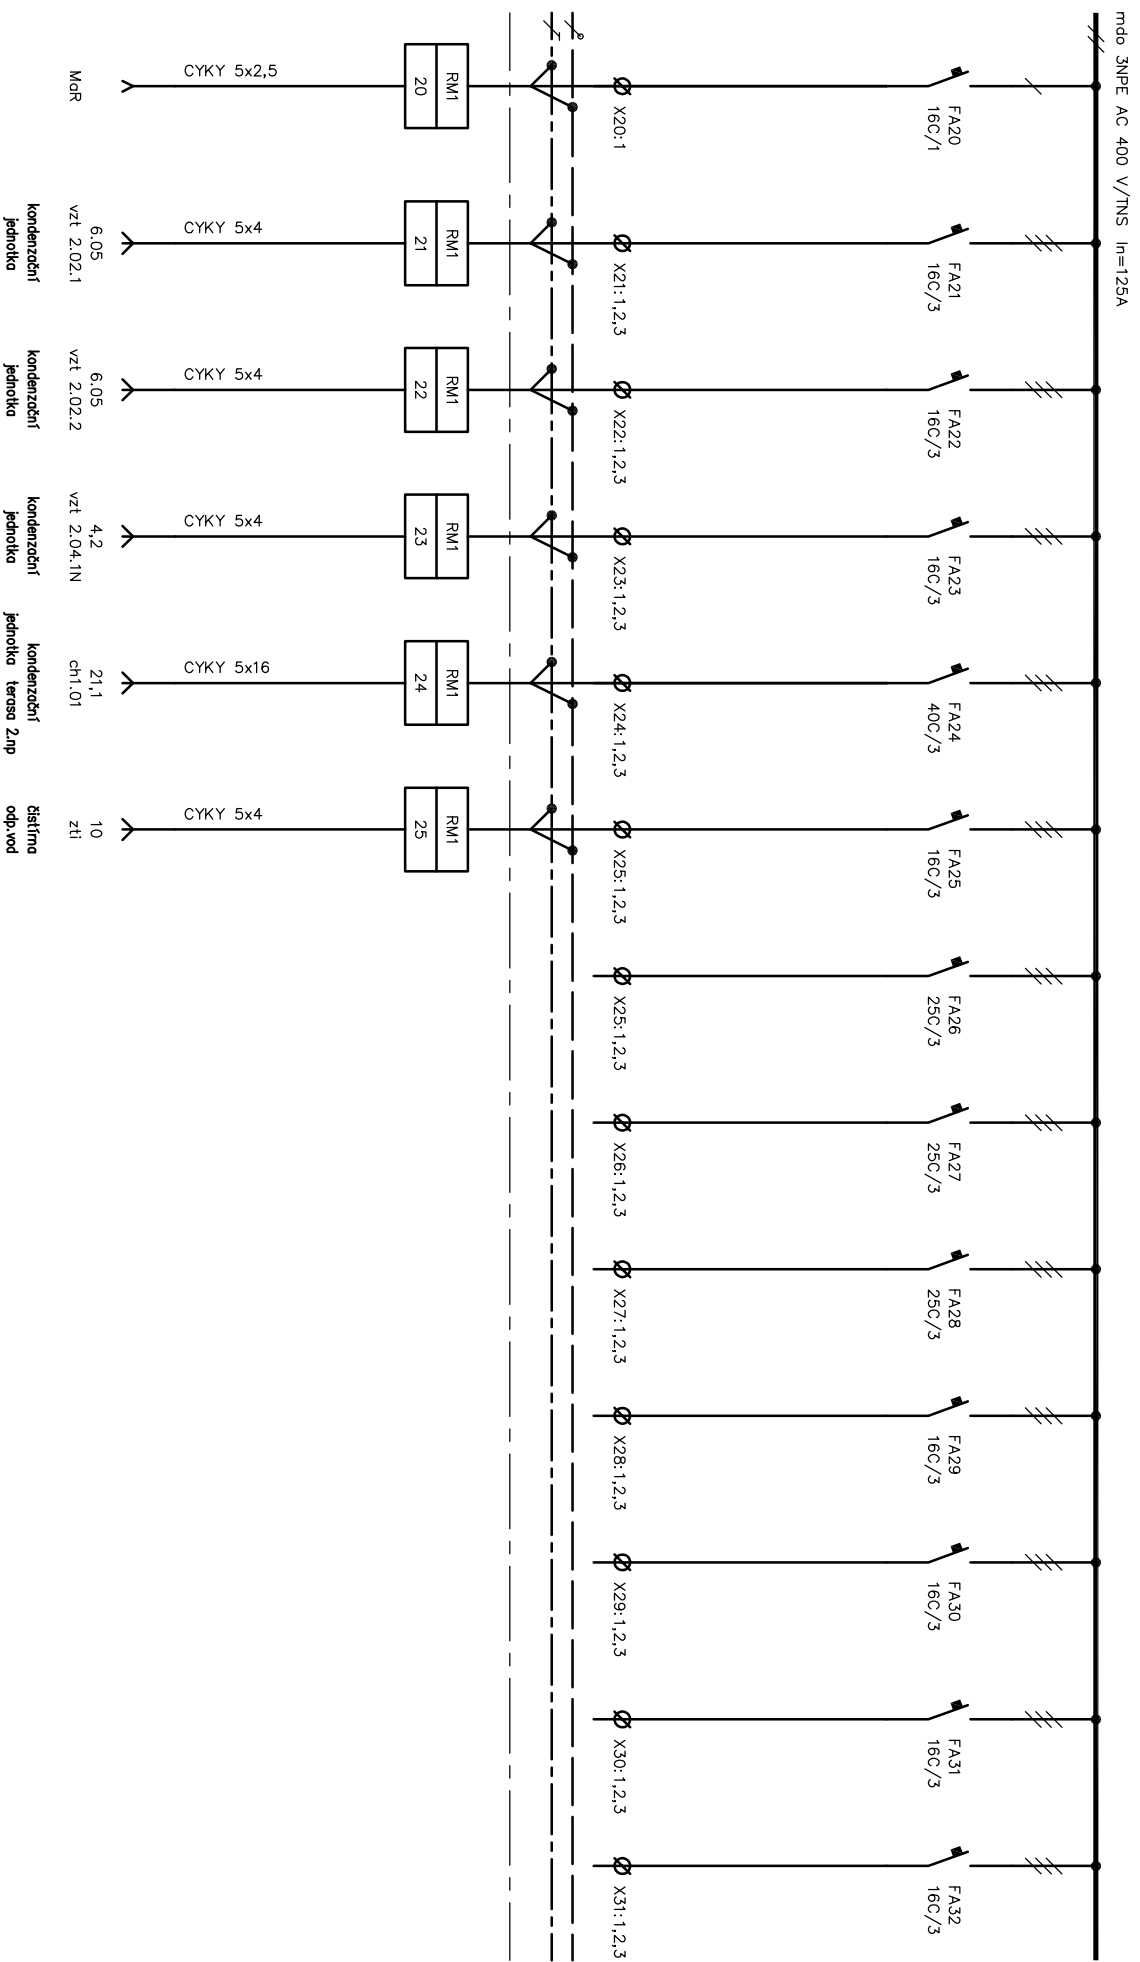 mdo 3NPE AC 400 V/TNS In=125A
FA20
16C/1
FA21
16C/3
FA22
16C/3
FA23
16C/3
FA24
40C/3
FA25
16C/3
FA26
25C/3
FA27
25C/3
FA28
25C/3
FA29
16C/3
FA30
16C/3
FA31
16C/3
FA32
16C/3
X20:1
X21:1,2,3
X22:1,2,3
X23:1,2,3
X24:1,2,3
X25:1,2,3
X25:1,2,3
X26:1,2,3
X27:1,2,3
X28:1,2,3
X29:1,2,3
X30:1,2,3
X31:1,2,3
RM1
20
RM1
21
RM1
22
RM1
23
RM1
24
RM1
25
CYKY 5x2,5
CYKY 5x4
CYKY 5x4
CYKY 5x4
CYKY 5x16
CYKY 5x4
MaR
6.05
vzt 2.02.1
kondenzační
jednotka
6.05
vzt 2.02.2
kondenzační
jednotka
4,2
vzt 2.04.1N
kondenzační
jednotka
21,1
ch1.01
kondenzační
jednotka terasa 2.np
10
zti
čistírna
odp.vod